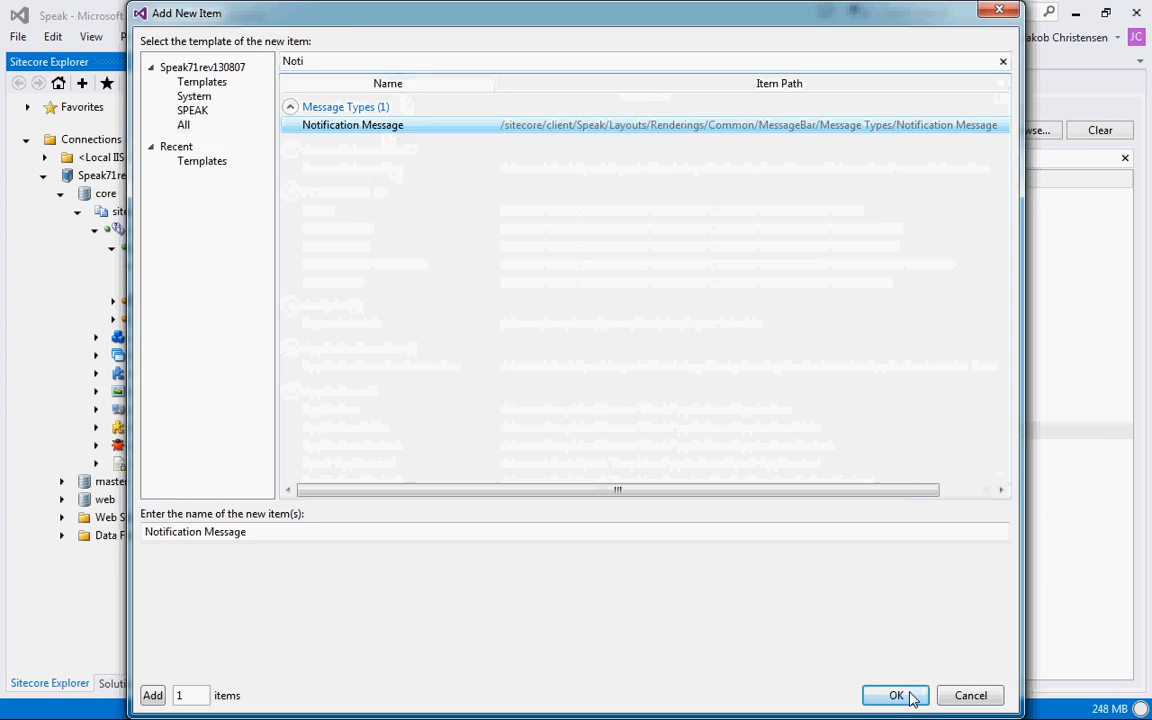 Speak - Microsoft
Add New Item
File Edit View
akob Christensen JC
Sitecore Explorer
Select the template of the new item:
Speak71rev130807
Templates
System
SPEAK
All
Recent
Templates
Noti
Name Item Path
Message Types (1)
Notification Message /sitecore/client/Speak/Layouts/Renderings/Common/MessageBar/Message Types/Notification Message
Favorites
Connections
<Local IIS
Speak71re
core
site
master
web
Web S
Data F
wse... Clear
Enter the name of the new item(s):
Notification Message
Add 1 items
OK Cancel
Sitecore Explorer Soluti
248 MB